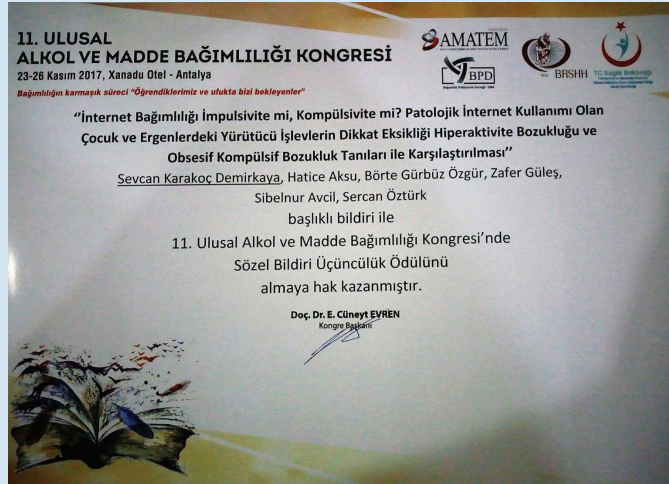 11. ULUSAL
ALKOL VE MADDE BAĞIMLILIĞI KONGRESİ
23-26 Kasım 2017, Xanadu Otel - Antalya
Bağımlılığın karmaşık süreci "Öğrendiklerimiz ve ufukta bizi bekleyenler"
AMATEM
BPD
BRSHH
T.C. Sağlık Bakanlığı
"İnternet Bağımlılığı İmpulsivite mi, Kompülsivite mi? Patolojik İnternet Kullanımı Olan
Çocuk ve Ergenlerdeki Yürütücü İşlevlerin Dikkat Eksikliği Hiperaktivite Bozukluğu ve
Obsesif Kompülsif Bozukluk Tanıları ile Karşılaştırılması"
Sevcan Karakoç Demirkaya, Hatice Aksu, Börte Gürbüz Özgür, Zafer Güleş,
Sibelnur Avcil, Sercan Öztürk
başlıklı bildiri ile
11. Ulusal Alkol ve Madde Bağımlılığı Kongresi'nde
Sözel Bildiri Üçüncülük Ödülünü
almaya hak kazanmıştır.
Doç. Dr. E. Cüneyt EVREN
Kongre Başkanı